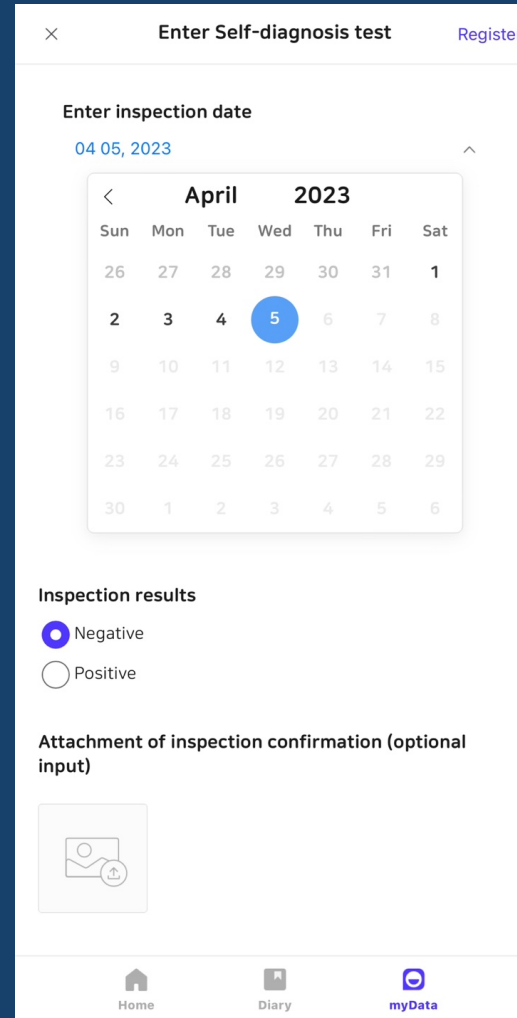 Enter Self-diagnosis test Registe
Enter inspection date
04 05, 2023
April 2023
Sun Mon Tue Wed Thu Fri Sat
26 27 28 29 30 31 1
2 3 4 5 6 7 8
9 10 11 12 13 14 15
16 17 18 19 20 21 22
23 24 25 26 27 28 29
30 1 2 3 4 5 6
Inspection results
Negative
Positive
Attachment of inspection confirmation (optional
input)
Home Diary myData